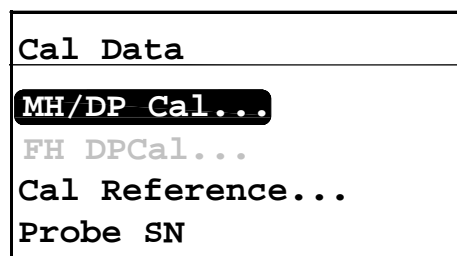 Cal Data
MH/DP Cal...
FH DPCal...
Cal Reference...
Probe SN